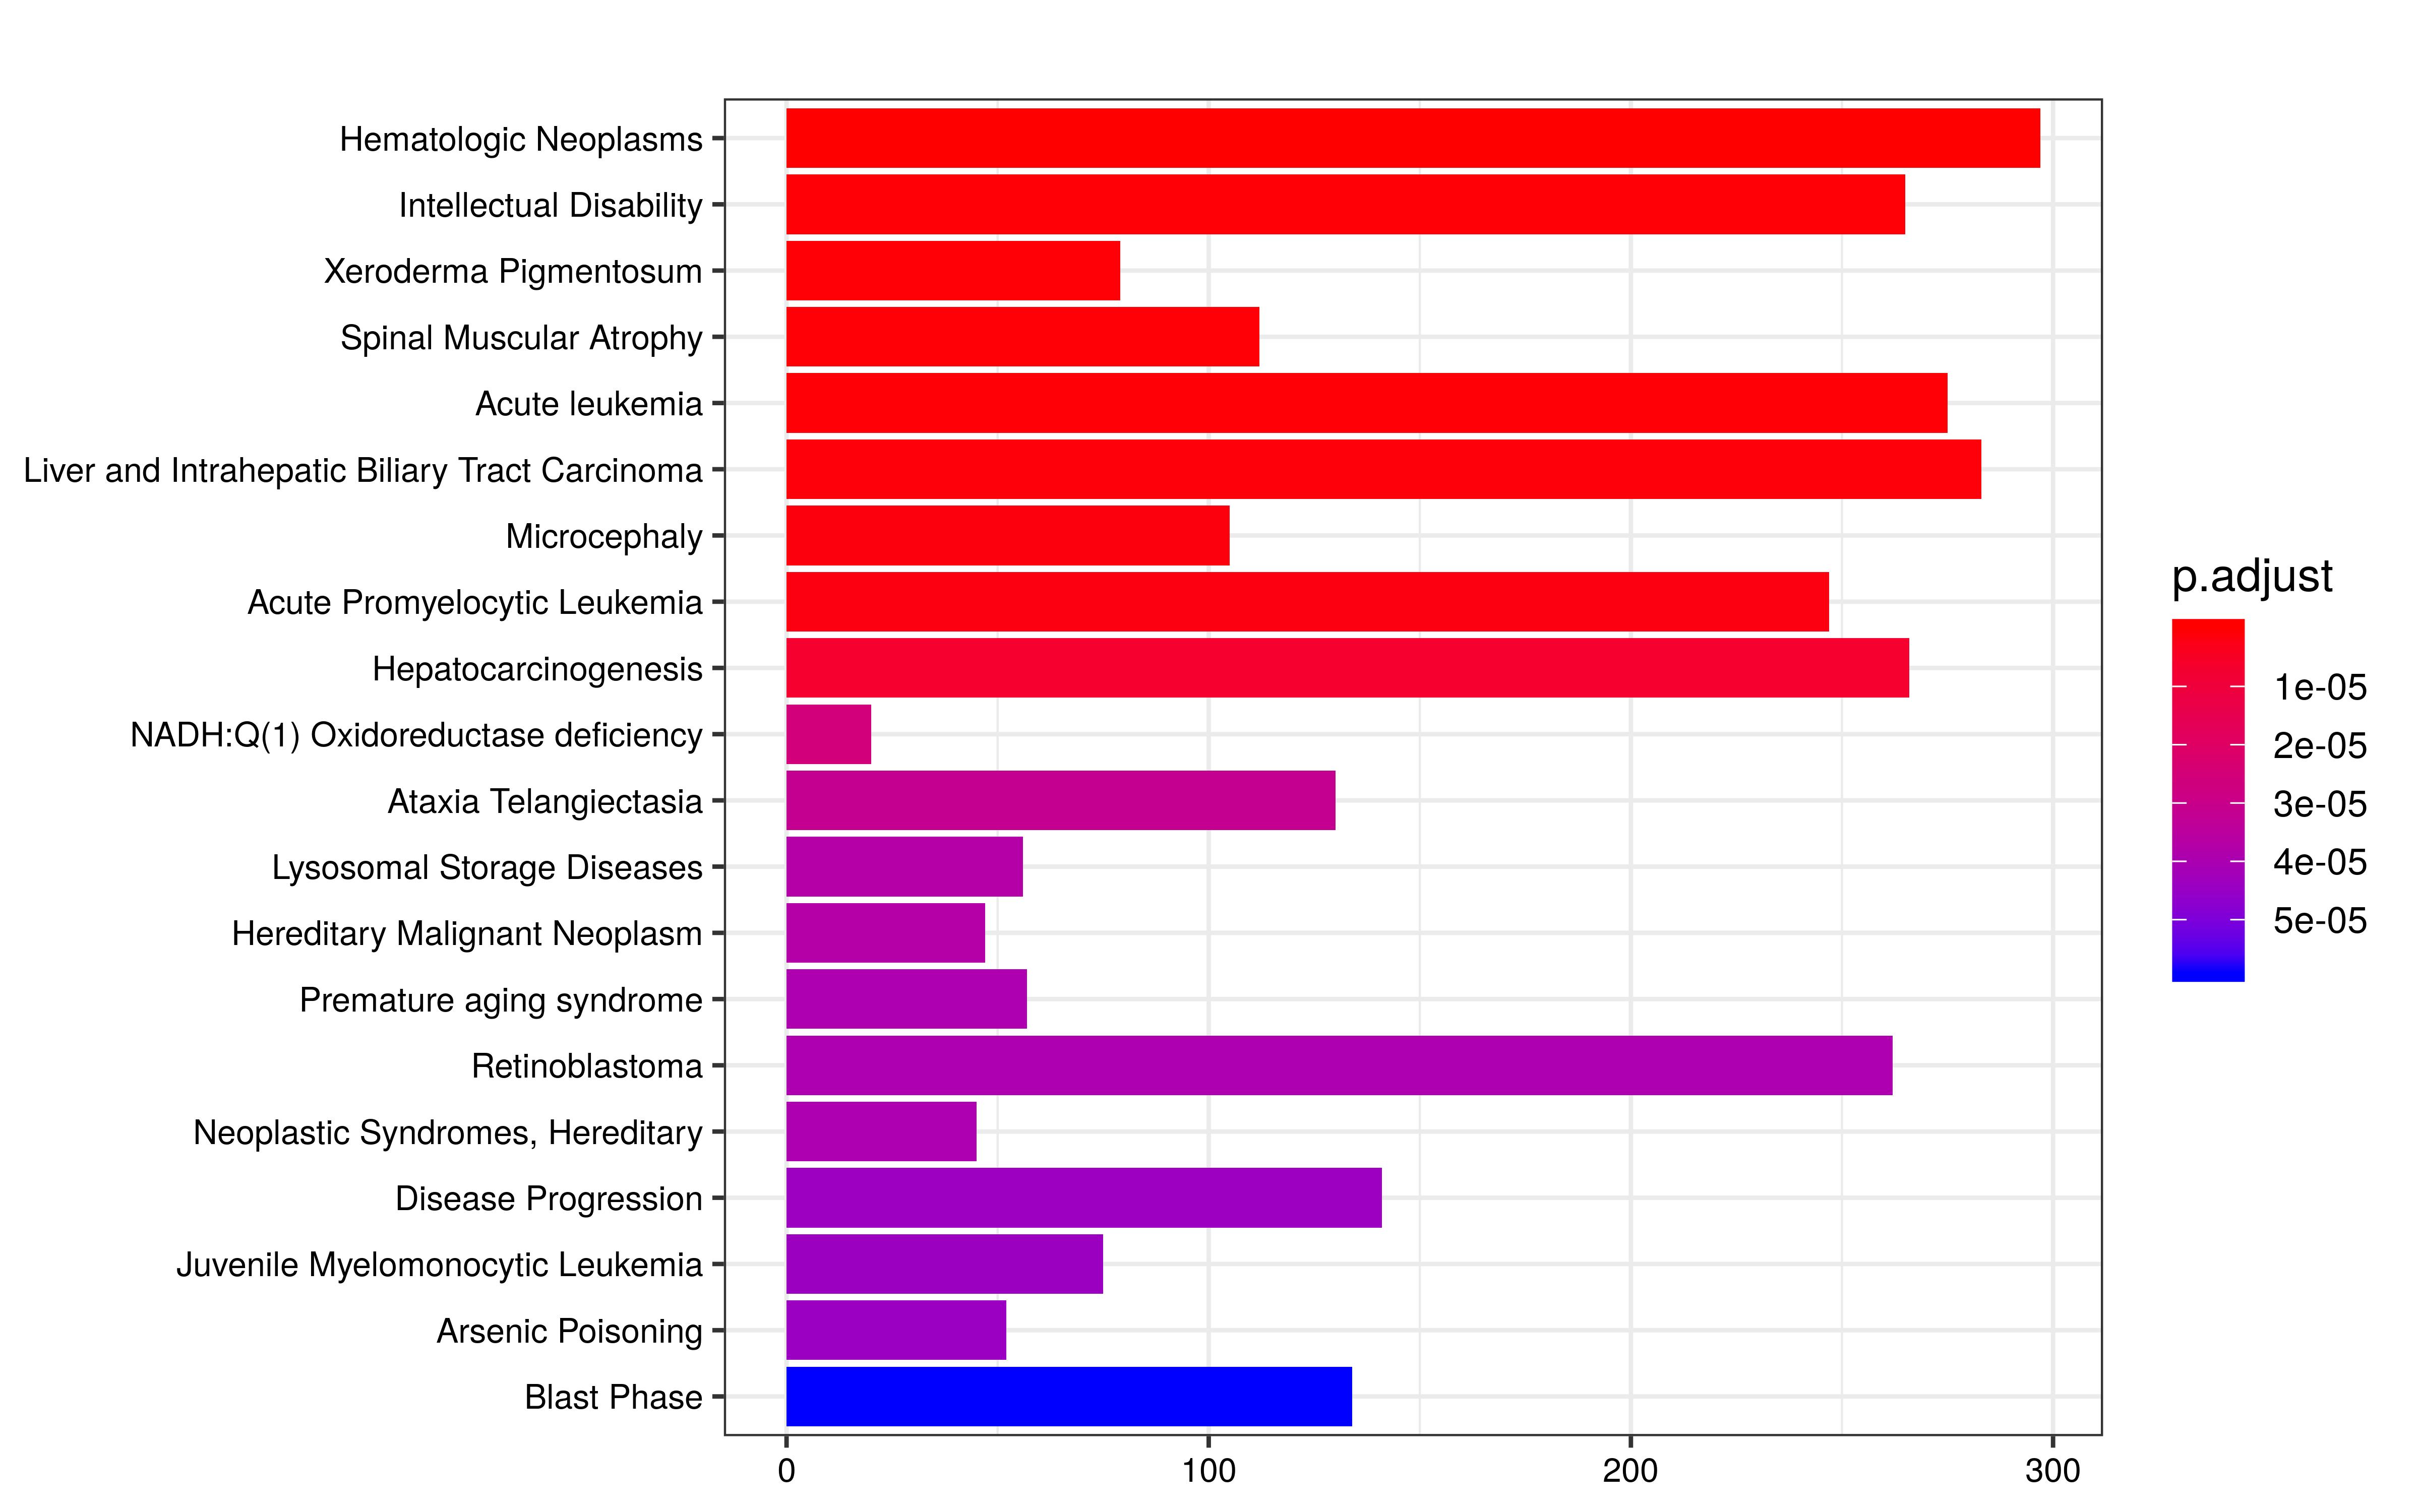 Hematologic Neoplasms
Intellectual Disability
Xeroderma Pigmentosum
Spinal Muscular Atrophy
Acute leukemia
Liver and Intrahepatic Biliary Tract Carcinoma
Microcephaly
Acute Promyelocytic Leukemia
Hepatocarcinogenesis
NADH:Q(1) Oxidoreductase deficiency
Ataxia Telangiectasia
Lysosomal Storage Diseases
Hereditary Malignant Neoplasm
Premature aging syndrome
Retinoblastoma
Neoplastic Syndromes, Hereditary
Disease Progression
Juvenile Myelomonocytic Leukemia
Arsenic Poisoning
Blast Phase
0 100 200 300
p.adjust
1e-05
2e-05
3e-05
4e-05
5e-05